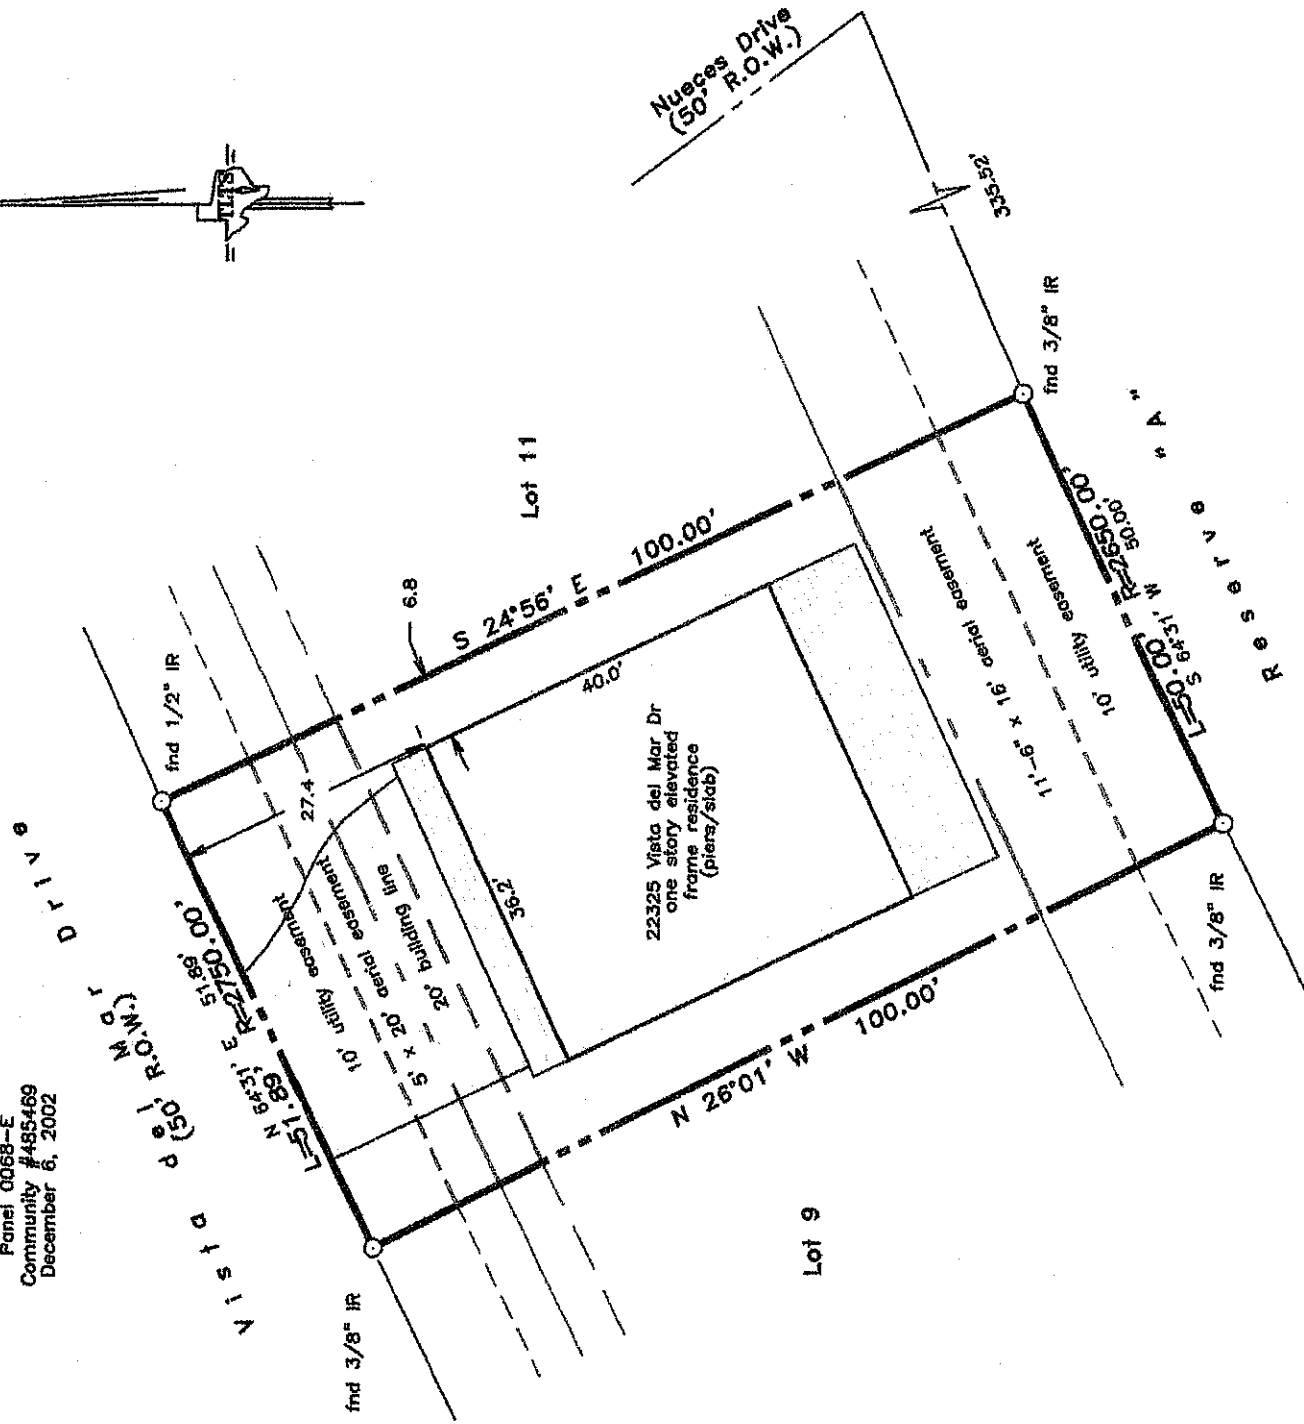 Panel 0068-E
Community #485469
December 6, 2002
TLTS
Nueces Drive
(50' R.O.W.)
335.52'
Vista del Mar Drive
(50' R.O.W.)
fnd 1/2" IR
N 64°31' E 51.89'
L=51.89' R=2750.00'
27.4
6.8
10' utility easement
5' x 20' aerial easement
20' building line
36.2'
S 24°56' E 100.00'
40.0'
Lot 11
22325 Vista del Mar Dr
one story elevated
frame residence
(piers/slab)
N 26°01' W 100.00'
Lot 9
11'-6" x 16' aerial easement
10' utility easement
L=50.00' R=2650.00'
S 64°31' W 50.00'
Reserve "A"
fnd 3/8" IR
fnd 3/8" IR
fnd 3/8" IR